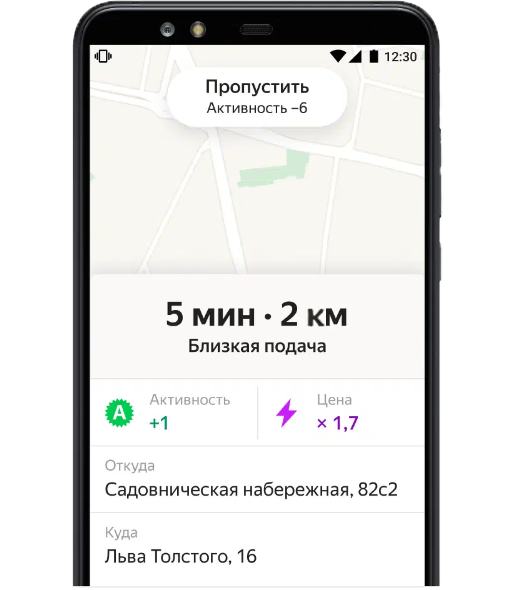 12:30
Пропустить
Активность −6
5 мин · 2 км
Близкая подача
А
Активность
+1
Цена
× 1,7
Откуда
Садовническая набережная, 82с2
Куда
Льва Толстого, 16